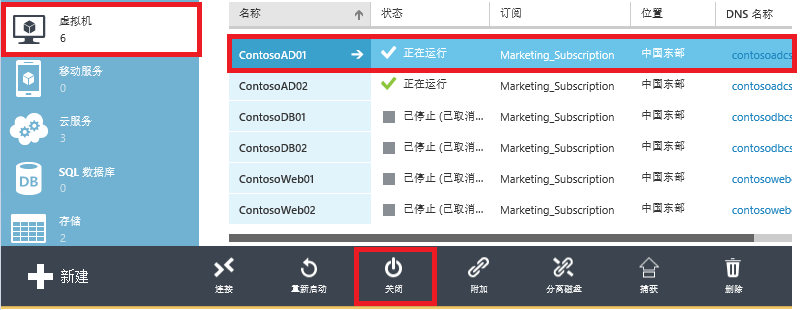 虚拟机
6
移动服务
0
云服务
3
SQL 数据库
0
存储
2
名称 状态 订阅 位置 DNS 名称
ContosoAD01 正在运行 Marketing_Subscription 中国东部 contosoadcs
ContosoAD02 正在运行 Marketing_Subscription 中国东部 contosoadcs
ContosoDB01 已停止 (已取消... Marketing_Subscription 中国东部 contosodbcs
ContosoDB02 已停止 (已取消... Marketing_Subscription 中国东部 contosodbcs
ContosoWeb01 已停止 (已取消... Marketing_Subscription 中国东部 contosowebc
ContosoWeb02 已停止 (已取消... Marketing_Subscription 中国东部 contosowebc
新建 连接 重新启动 关闭 附加 分离磁盘 捕获 删除